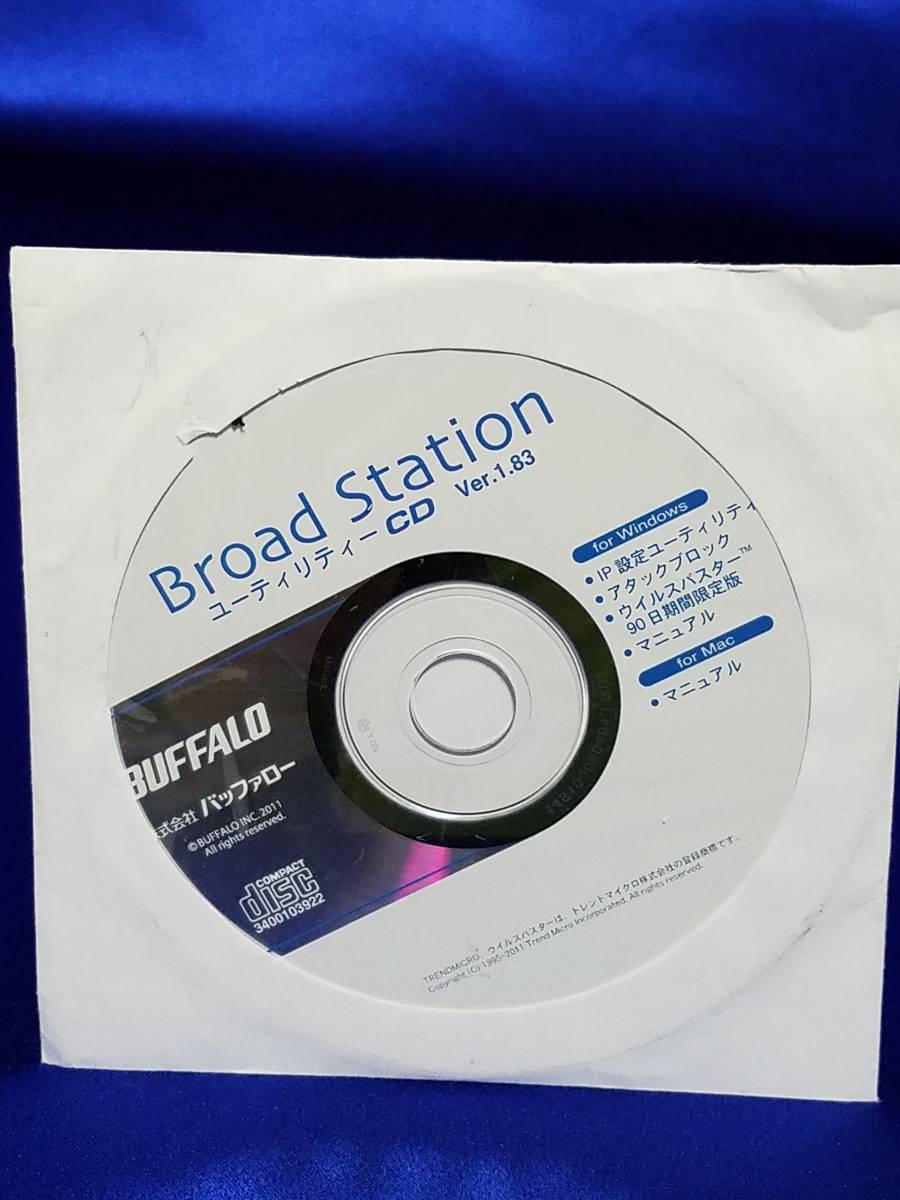 Broad Station
ユーティリティーCD Ver.1.83
for Windows
• IP 設定ユーティリティ
• アタックブロック
• ウイルスバスター™
90日期間限定版
• マニュアル
for Mac
• マニュアル
BUFFALO
式会社 バッファロー
©BUFFALO INC. 2011
All rights reserved.
COMPACT
disc
3400103922
TRENDMICRO、ウイルスバスターは、トレンドマイクロ株式会社の登録商標です。
Copyright (C) 1995-2011 Trend Micro Incorporated. All rights reserved.